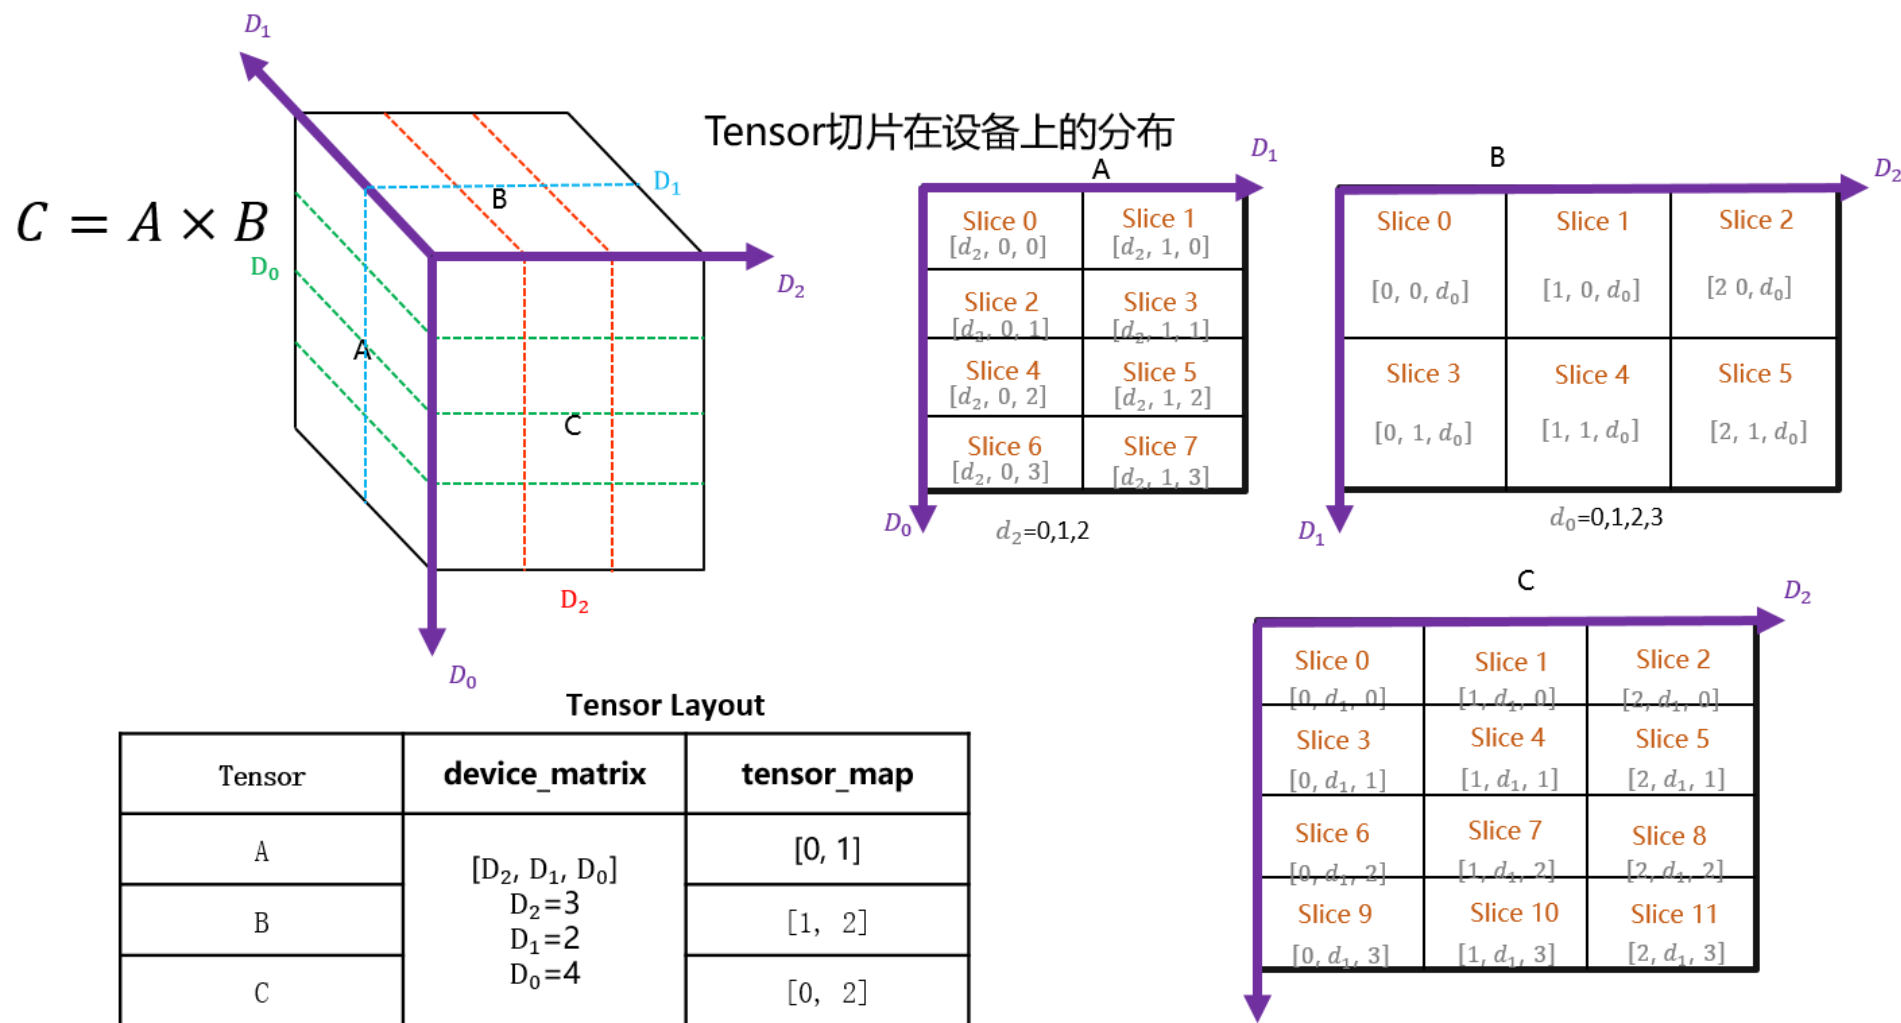 D₁
Tensor切片在设备上的分布
C = A × B
B
D₁
D₀
D₂
A
C
D₂
D₀
A
D₁
Slice 0
Slice 1
[d₂, 0, 0]
[d₂, 1, 0]
Slice 2
Slice 3
[d₂, 0, 1]
[d₂, 1, 1]
Slice 4
Slice 5
[d₂, 0, 2]
[d₂, 1, 2]
Slice 6
Slice 7
[d₂, 0, 3]
[d₂, 1, 3]
D₀
d₂=0,1,2
B
D₂
Slice 0
Slice 1
Slice 2
[0, 0, d₀]
[1, 0, d₀]
[2 0, d₀]
Slice 3
Slice 4
Slice 5
[0, 1, d₀]
[1, 1, d₀]
[2, 1, d₀]
D₁
d₀=0,1,2,3
C
D₂
Slice 0
Slice 1
Slice 2
[0, d₁, 0]
[1, d₁, 0]
[2, d₁, 0]
Slice 3
Slice 4
Slice 5
[0, d₁, 1]
[1, d₁, 1]
[2, d₁, 1]
Slice 6
Slice 7
Slice 8
[0, d₁, 2]
[1, d₁, 2]
[2, d₁, 2]
Slice 9
Slice 10
Slice 11
[0, d₁, 3]
[1, d₁, 3]
[2, d₁, 3]
Tensor Layout
Tensor
device_matrix
tensor_map
A
[0, 1]
[D₂, D₁, D₀]
D₂=3
D₁=2
D₀=4
B
[1, 2]
C
[0, 2]